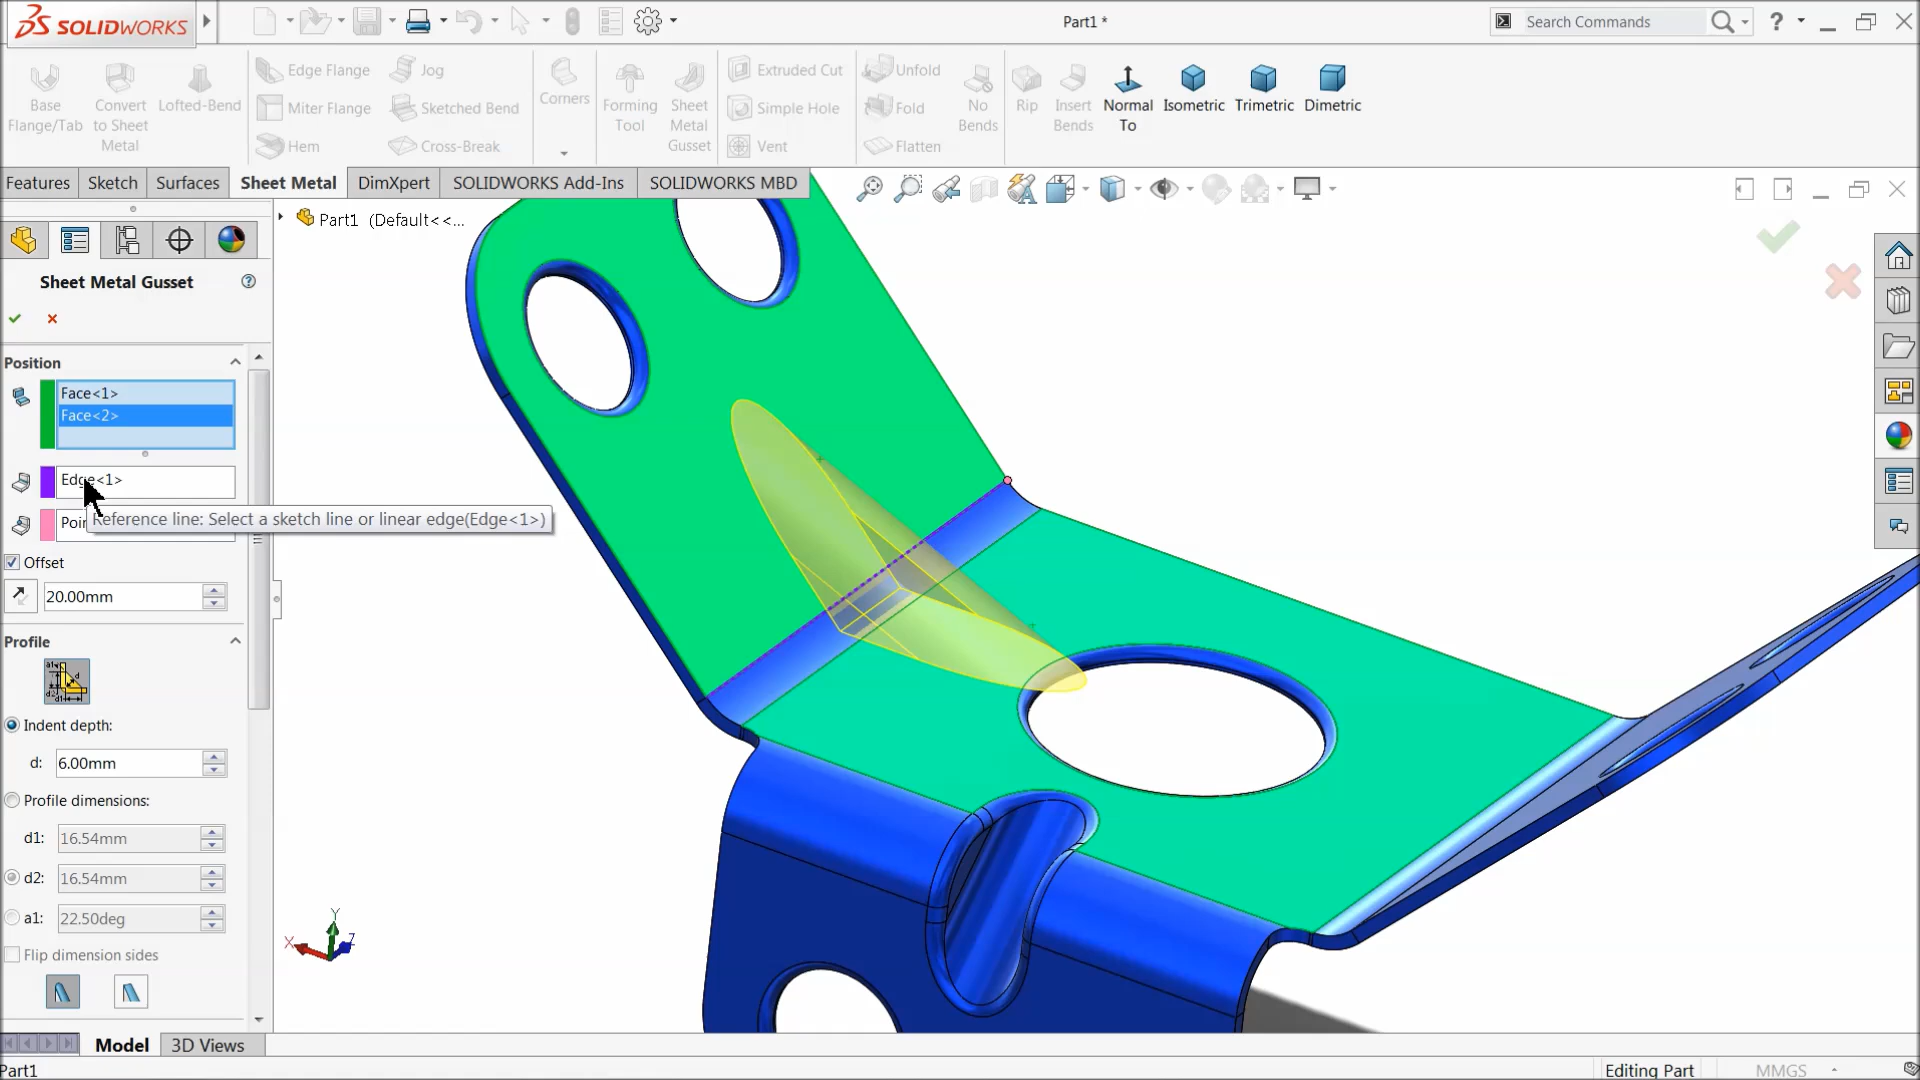 SOLIDWORKS
Part1 *
Search Commands
?
Base
Flange/Tab
Convert
to Sheet
Metal
Lofted-Bend
Edge Flange
Miter Flange
Hem
Jog
Sketched Bend
Cross-Break
Corners
Forming
Tool
Sheet
Metal
Gusset
Extruded Cut
Simple Hole
Vent
Unfold
Fold
Flatten
No
Bends
Rip
Insert
Bends
Normal
To
Isometric
Trimetric
Dimetric
Features
Sketch
Surfaces
Sheet Metal
DimXpert
SOLIDWORKS Add-Ins
SOLIDWORKS MBD
Part1 (Default<<...
Sheet Metal Gusset
Position
Face<1>
Face<2>
Edge<1>
Reference line: Select a sketch line or linear edge(Edge<1>)
Offset
20.00mm
Profile
Indent depth:
d: 6.00mm
Profile dimensions:
d1: 16.54mm
d2: 16.54mm
a1: 22.50deg
Flip dimension sides
Y
X
Z
Model
3D Views
Part1
Editing Part
MMGS